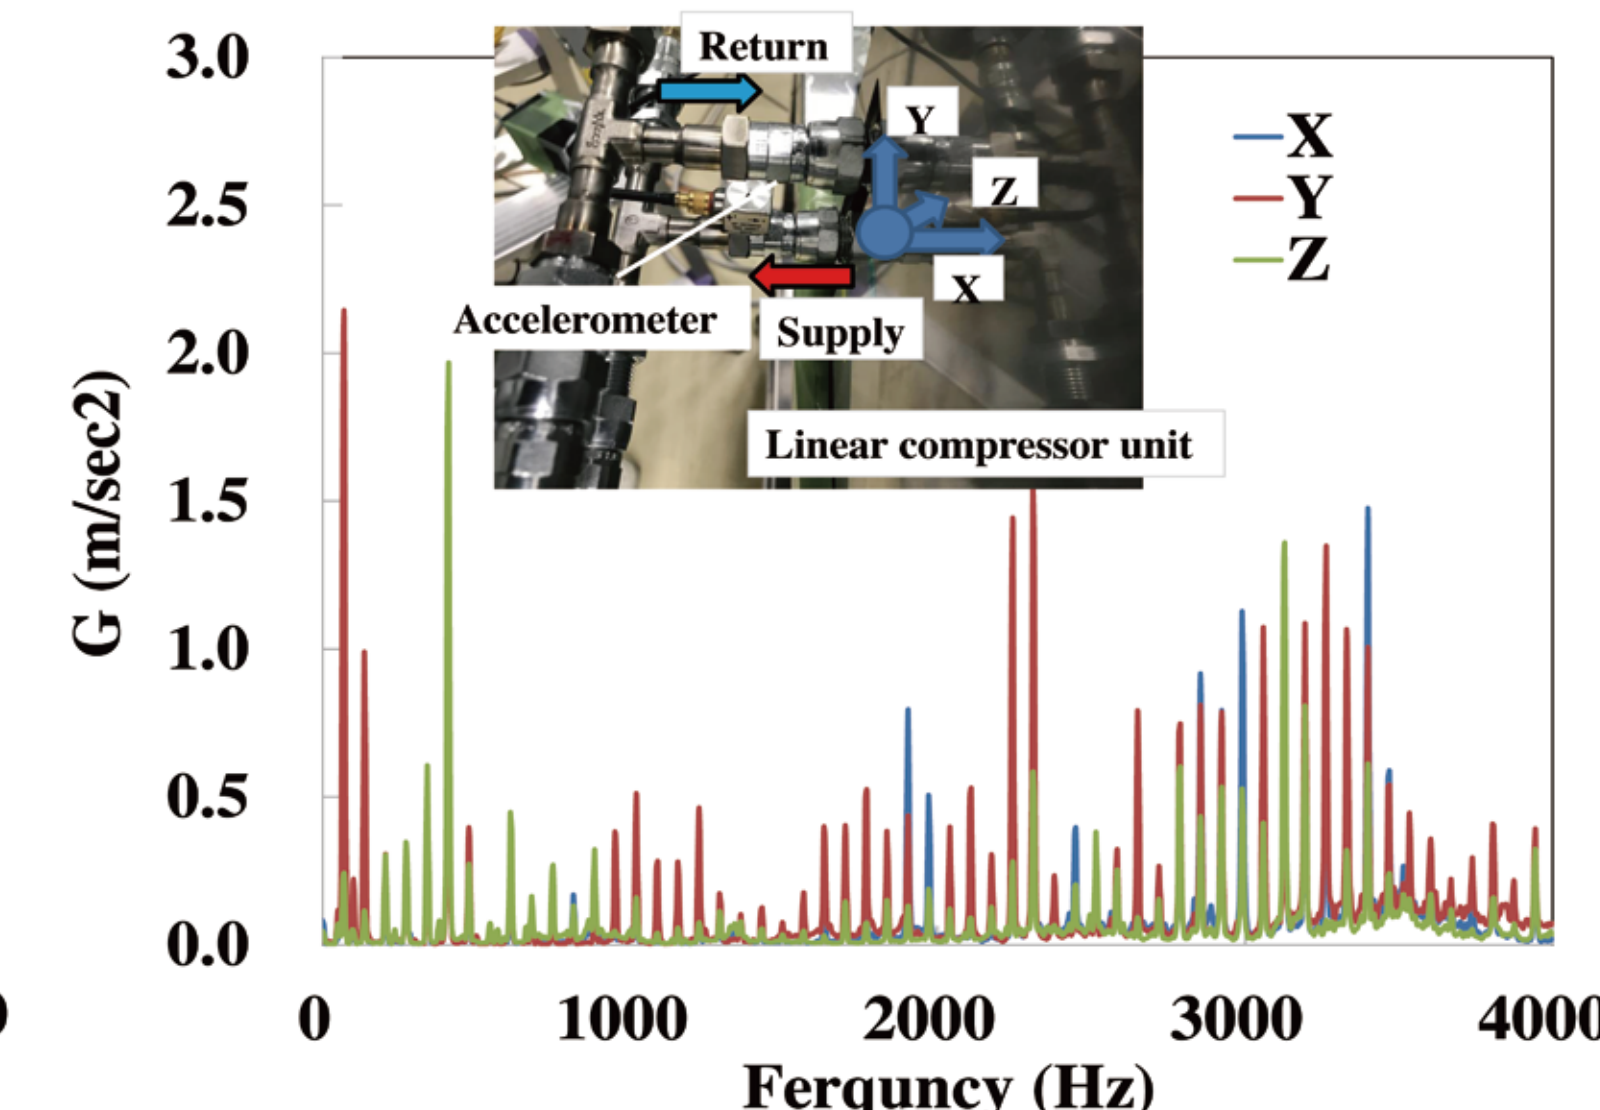 3.0
2.5
2.0
1.5
1.0
0.5
0.0
G (m/sec2)
Return
Y
Z
X
Accelerometer
Supply
Linear compressor unit
X
Y
Z
0
1000
2000
3000
4000
Ferquncy (Hz)